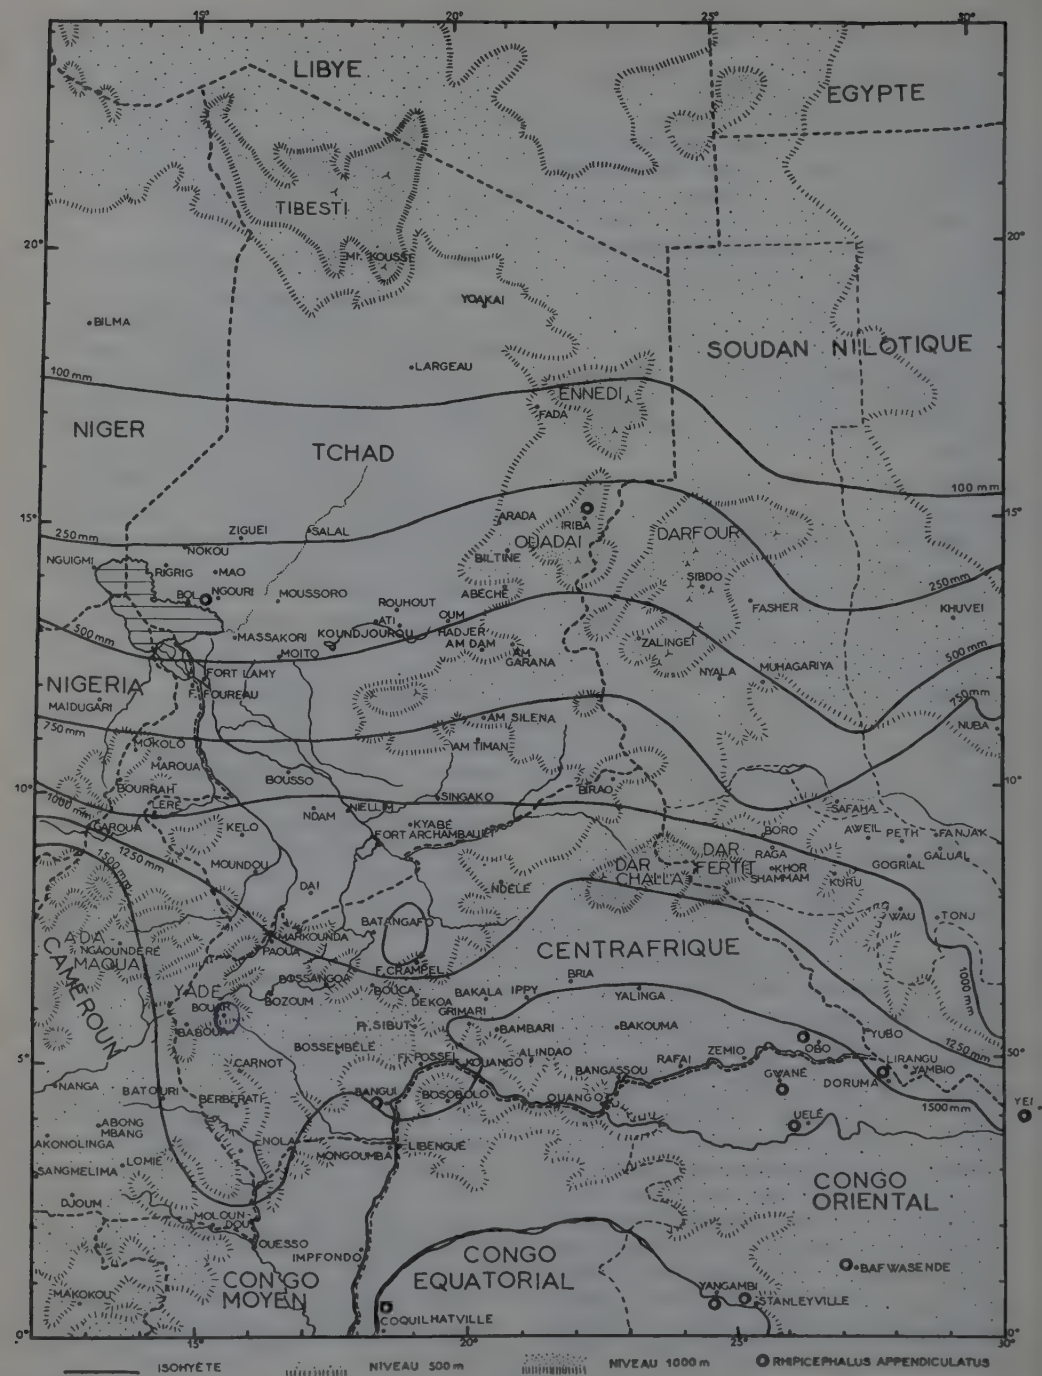 15° 20° 25° 30°
LIBYE
EGYPTE
TIBESTI
20° 20°
Mt. KOUSSI
YOAKAI
BILMA
SOUDAN NILOTIQUE
LARGEAU
100 mm
ENNEDI
FADA
NIGER
TCHAD
100 mm
15° 15°
ARADA
IRIBA
250 mm
ZIGUEI
SALAL
OUADAI
DARFOUR
NOKOU
BILTINE
NGUIGMI
RIGRIG
MAO
SIBDO
250 mm
BOL
NGOURI
MOUSSORO
ABÉCHÉ
ROUHOUT
FASHER
KHUVEI
500 mm
ATI
OUM
HADJER
KOUNDJOUROU
MASSAKORI
AM DAM
ZALINGEI
500 mm
MOITO
AM
GARANA
FORT LAMY
NYALA
MUHAGARIYA
NIGERIA
FOUREAU
750 mm
MAIDUGARI
750 mm
AM SILENA
NUBA
MOKOLO
AM TIMAN
MAROUA
BOUSSO
10° 10°
BOURRAH
BIRAO
1000 mm
LERE
NIELLIM
SINGAKO
SAFAHA
NDAM
GAROUA
KELO
KYABÉ
BORO
AWEIL
PETH
FANJAK
1250 mm
FORT ARCHAMBAULT
DAR
FERTIT
RAGA
GALUAL
1500 mm
MOUNDOU
DAR
CHALLA
KHOR
SHAMMAM
GOGRIAL
DAI
NDELE
KURU
BATANGAFO
WAU
TONJ
ADA
MAOUA
NGAOUNDERE
MARKOUNDA
PAOUA
CENTRAFRIQUE
CAMEROUN
F. CRAMPEL
BRIA
1000 mm
YADE
BOSSANGOA
BOUCA
BAKALA
IPPY
YALINGA
BOZOUM
DEKOA
GRIMARI
BOUAR
BABOUA
R. SIBUT
BAMBARI
BAKOUMA
YUBO
1250 mm
5° 5°
BOSSEMBÉLÉ
OBO
ALINDAO
ZEMIO
RAFAI
LIRANGU
CARNOT
Ft POSSEL
KOUANGO
BANGASSOU
GWANE
YAMBIO
DORUMA
NANGA
BATOURI
BERBERATI
BANGUI
BOSOBOLO
OUANGO
1500 mm
YEI
UELÉ
ABONG
MBANG
AKONOLINGA
NOLA
MONGOUMBA
LIBENGUE
SANGMELIMA
LOMIÉ
CONGO
ORIENTAL
DJOUM
MOLOUN
DOU
OUESSO
IMPFONDO
CONGO
EQUATORIAL
BAFWASENDE
CONGO
MOYEN
YANGAMBI
MAKOKOU
STANLEYVILLE
COQUILHATVILLE
0° 0°
15° 20° 25° 30
ISOHYÈTE NIVEAU 500 m NIVEAU 1000 m RHIPICEPHALUS APPENDICULATUS